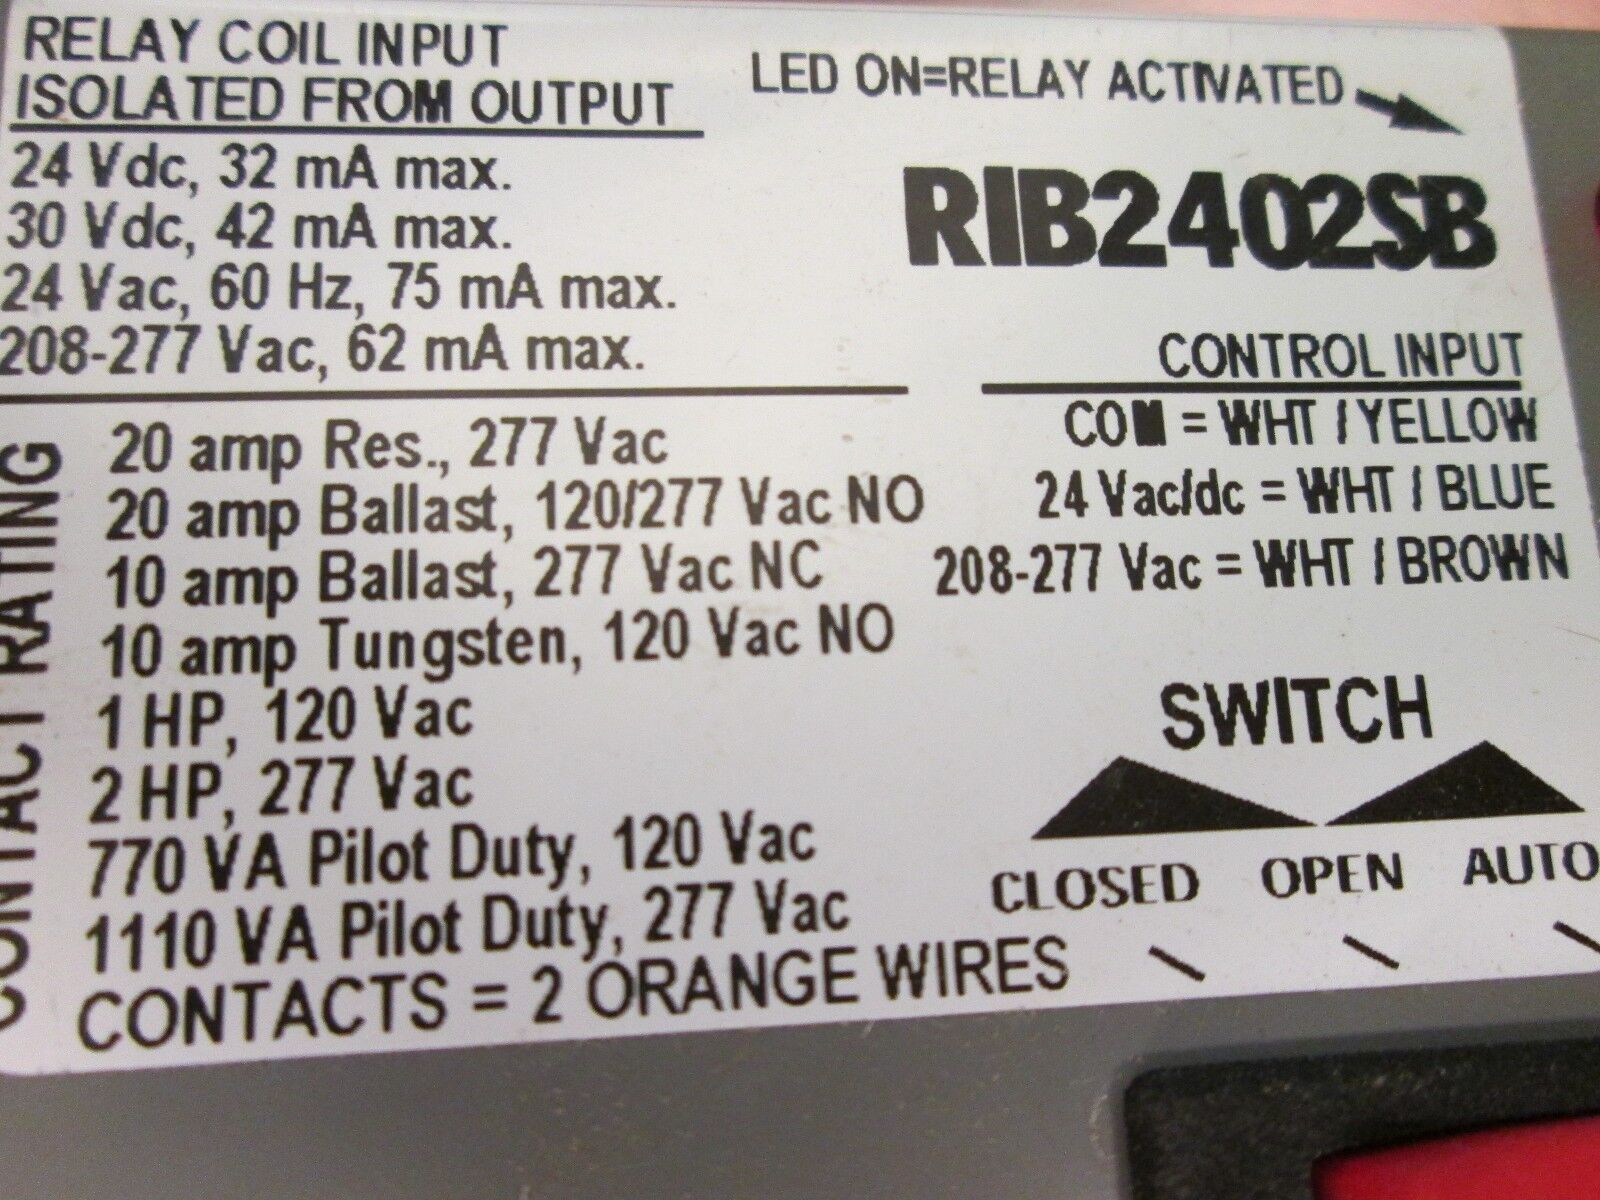 RELAY COIL INPUT
ISOLATED FROM OUTPUT
24 Vdc, 32 mA max.
30 Vdc, 42 mA max.
24 Vac, 60 Hz, 75 mA max.
208-277 Vac, 62 mA max.
LED ON=RELAY ACTIVATED
RIB2402SB
CONTROL INPUT
COM = WHT / YELLOW
24 Vac/dc = WHT / BLUE
208-277 Vac = WHT / BROWN
CONTACT RATING
20 amp Res., 277 Vac
20 amp Ballast, 120/277 Vac NO
10 amp Ballast, 277 Vac NC
10 amp Tungsten, 120 Vac NO
1 HP, 120 Vac
2 HP, 277 Vac
770 VA Pilot Duty, 120 Vac
1110 VA Pilot Duty, 277 Vac
CONTACTS = 2 ORANGE WIRES
SWITCH
CLOSED OPEN AUTO